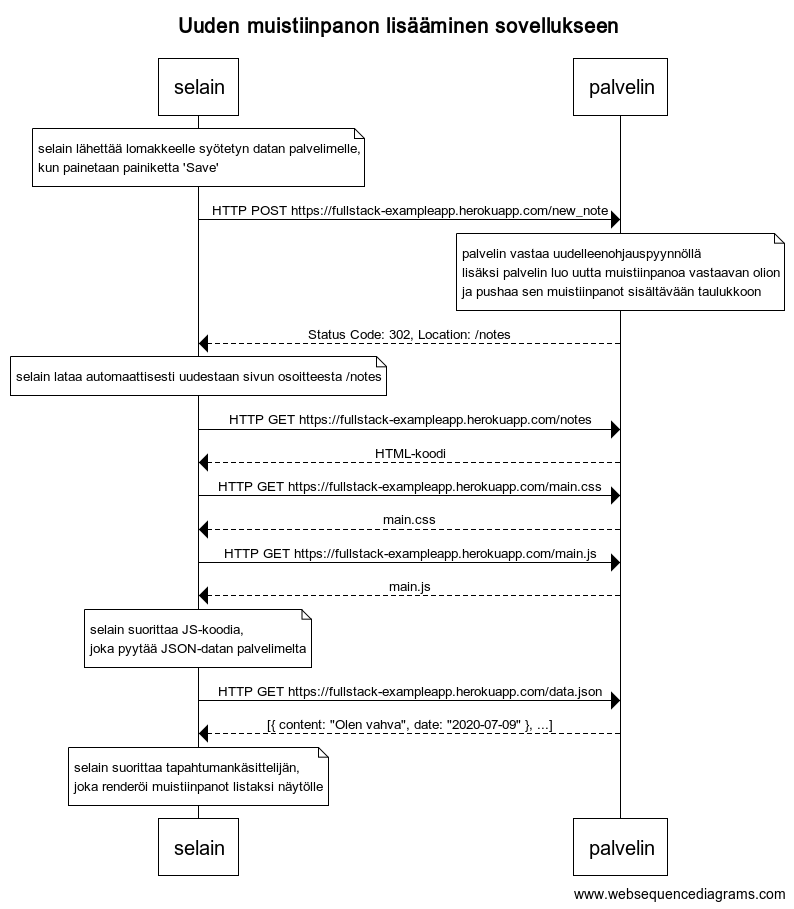 Uuden muistiinpanon lisääminen sovellukseen
selain
palvelin
selain lähettää lomakkeelle syötetyn datan palvelimelle,
kun painetaan painiketta 'Save'
HTTP POST https://fullstack-exampleapp.herokuapp.com/new_note
palvelin vastaa uudelleenohjauspyynnöllä
lisäksi palvelin luo uutta muistiinpanoa vastaavan olion
ja pushaa sen muistiinpanot sisältävään taulukkoon
Status Code: 302, Location: /notes
selain lataa automaattisesti uudestaan sivun osoitteesta /notes
HTTP GET https://fullstack-exampleapp.herokuapp.com/notes
HTML-koodi
HTTP GET https://fullstack-exampleapp.herokuapp.com/main.css
main.css
HTTP GET https://fullstack-exampleapp.herokuapp.com/main.js
main.js
selain suorittaa JS-koodia,
joka pyytää JSON-datan palvelimelta
HTTP GET https://fullstack-exampleapp.herokuapp.com/data.json
[{ content: "Olen vahva", date: "2020-07-09" }, ...]
selain suorittaa tapahtumankäsittelijän,
joka renderöi muistiinpanot listaksi näytölle
selain
palvelin
www.websequencediagrams.com